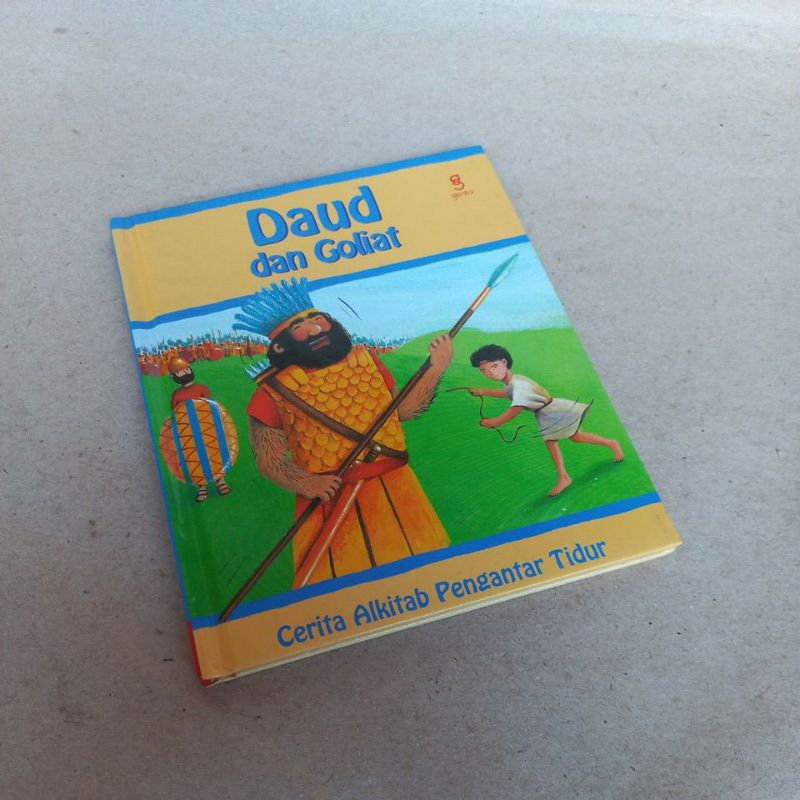 Daud
dan Goliat
Cerita Alkitab Pengantar Tidur